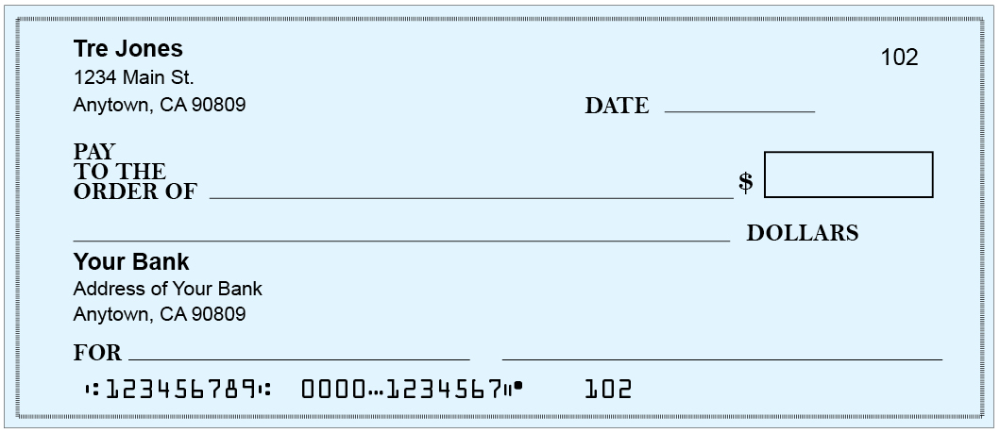 Tre Jones
102
1234 Main St.
Anytown, CA 90809
DATE
PAY
TO THE
ORDER OF
$
DOLLARS
Your Bank
Address of Your Bank
Anytown, CA 90809
FOR
⑆123456789⑆ 0000⑉1234567⑈ 102